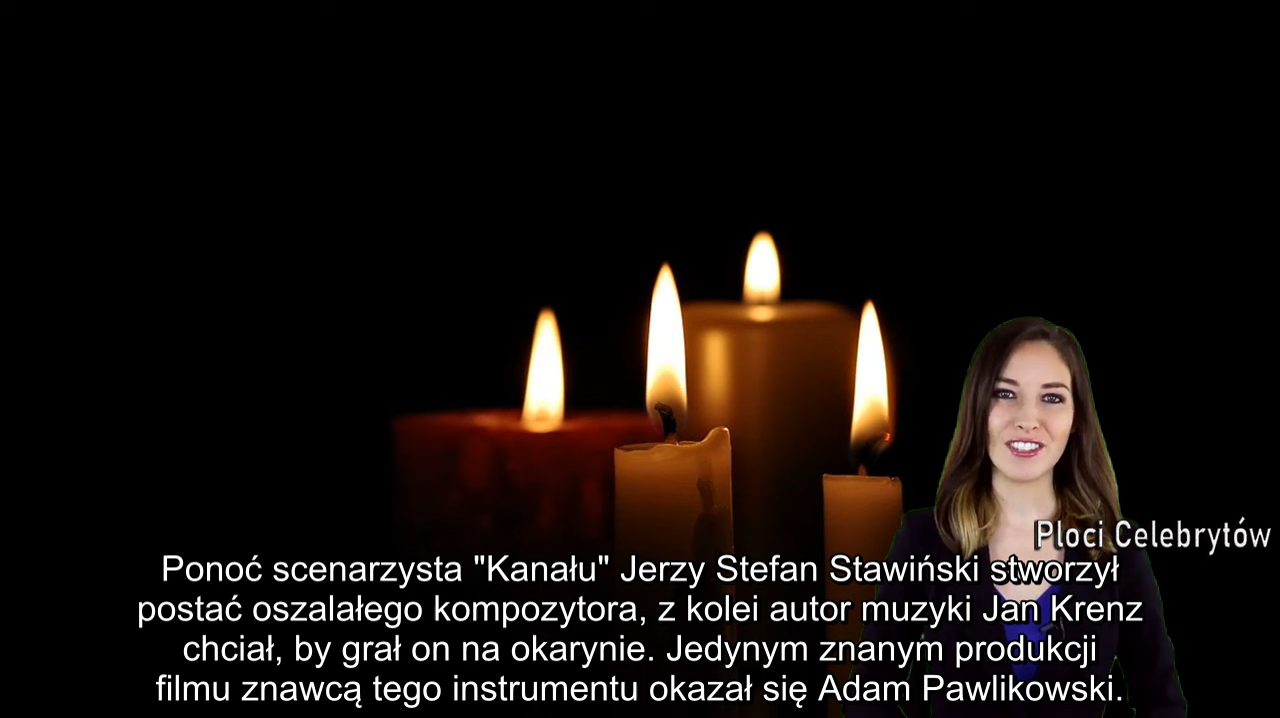 Ploci Celebrytów
Ponoć scenarzysta "Kanału" Jerzy Stefan Stawiński stworzył
postać oszalałego kompozytora, z kolei autor muzyki Jan Krenz
chciał, by grał on na okarynie. Jedynym znanym produkcji
filmu znawcą tego instrumentu okazał się Adam Pawlikowski.